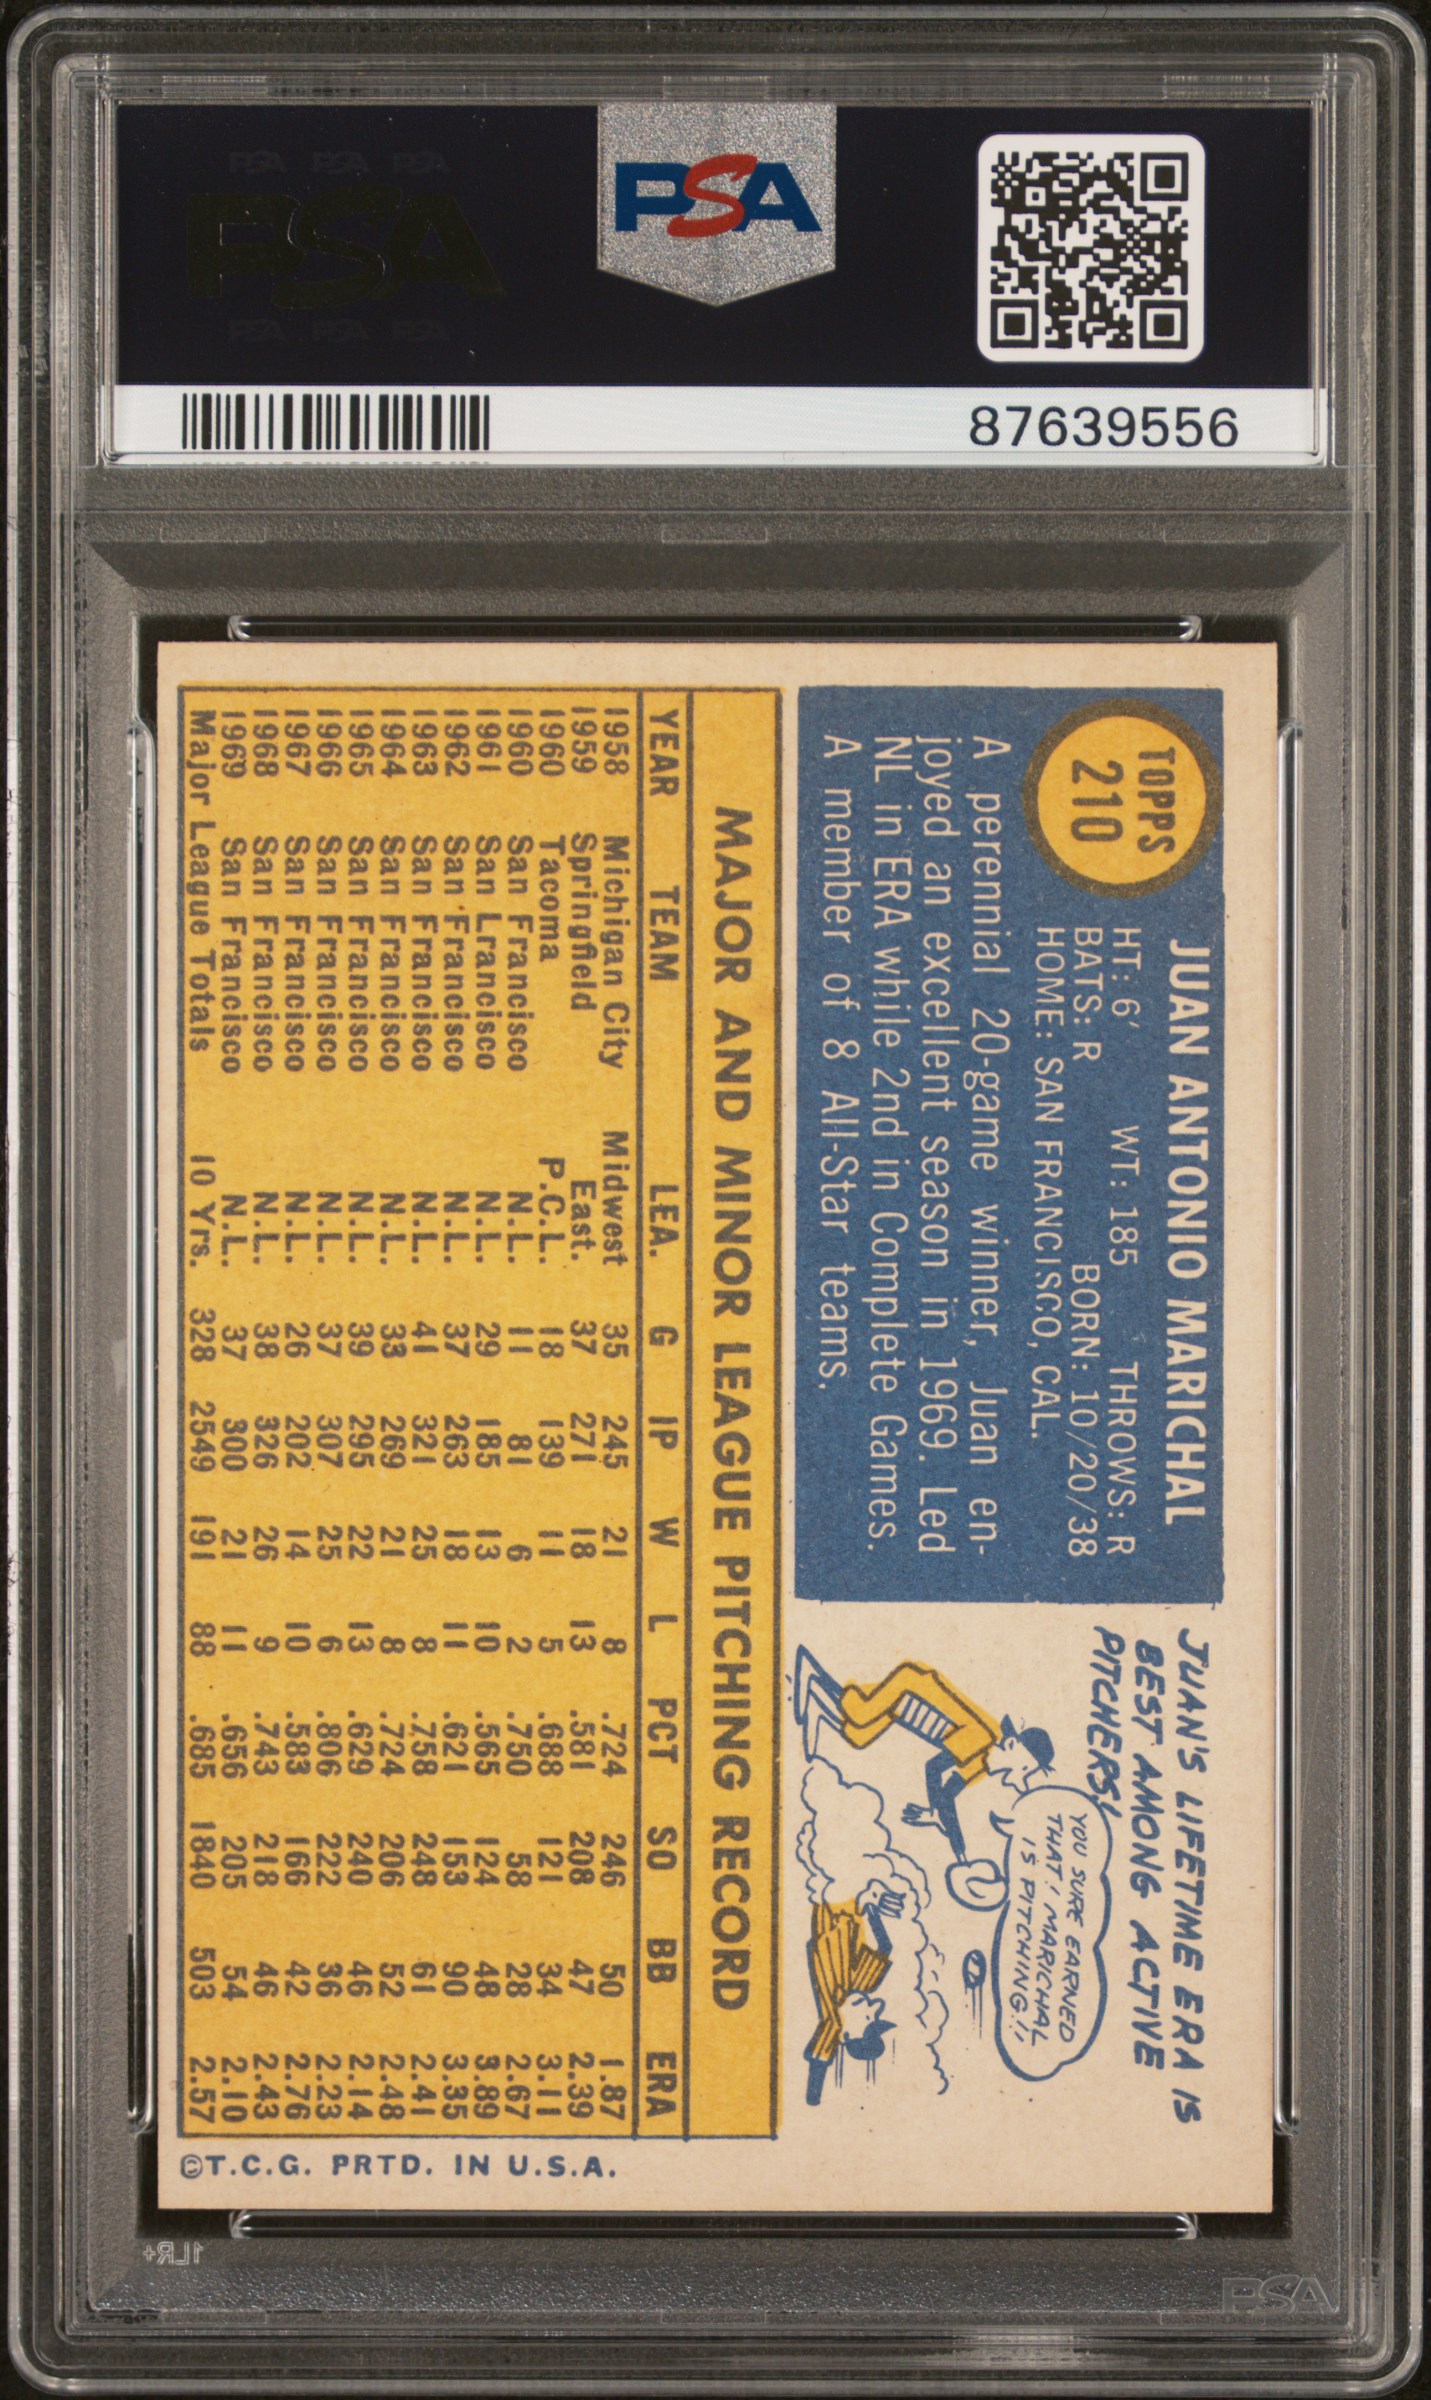 PSA
PSA PSA PSA
PSA
PSA PSA PSA
87639556
TOPPS
210
JUAN ANTONIO MARICHAL
HT: 6' WT: 185 THROWS: R
BATS: R BORN: 10/20/38
HOME: SAN FRANCISCO, CAL.
A perennial 20-game winner, Juan en-
joyed an excellent season in 1969. Led
NL in ERA while 2nd in Complete Games.
A member of 8 All-Star teams.
JUAN'S LIFETIME ERA IS
BEST AMONG ACTIVE
PITCHERS!
YOU SURE EARNED
THAT! MARICHAL
IS PITCHING!!
MAJOR AND MINOR LEAGUE PITCHING RECORD
YEAR TEAM LEA. G IP W L PCT SO BB ERA
1958 Michigan City Midwest 35 245 21 8 .724 246 50 1.87
1959 Springfield East. 37 271 18 13 .581 208 47 2.39
1960 Tacoma P.C.L. 18 139 11 5 .688 121 34 3.11
1960 San Francisco N.L. 11 81 6 2 .750 58 28 2.67
1961 San Lrancisco N.L. 29 185 13 10 .565 124 48 3.89
1962 San Francisco N.L. 37 263 18 11 .621 153 90 3.35
1963 San Francisco N.L. 41 321 25 8 .758 248 61 2.41
1964 San Francisco N.L. 33 269 21 8 .724 206 52 2.48
1965 San Francisco N.L. 39 295 22 13 .629 240 46 2.14
1966 San Francisco N.L. 37 307 25 6 .806 222 36 2.23
1967 San Francisco N.L. 26 202 14 10 .583 166 42 2.76
1968 San Francisco N.L. 38 326 26 9 .743 218 46 2.43
1969 San Francisco N.L. 37 300 21 11 .656 205 54 2.10
Major League Totals 10 Yrs. 328 2549 191 88 .685 1840 503 2.57
©T.C.G. PRTD. IN U.S.A.
1LR+
PSA